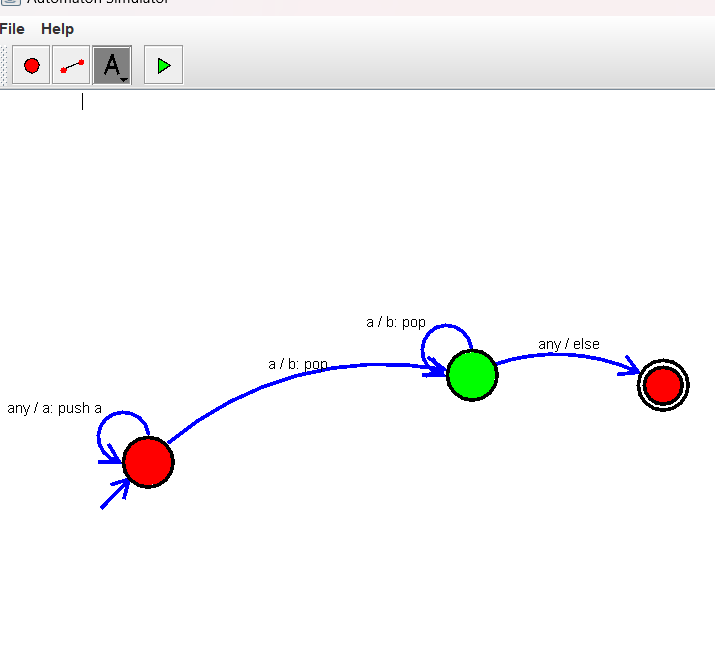 Automaton Simulator
File Help
A
a / b: pop
any / else
a / b: pop
any / a: push a